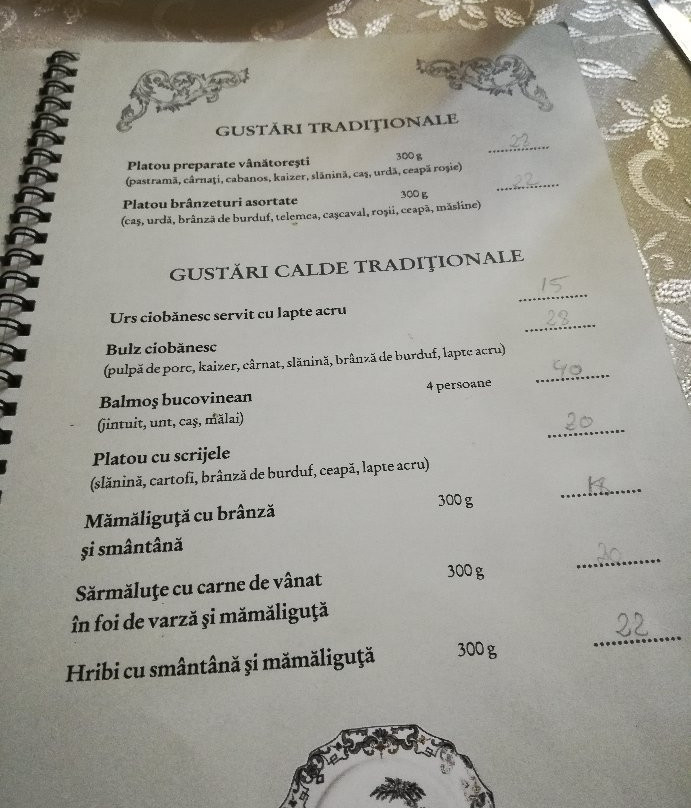 GUSTĂRI TRADIŢIONALE
Platou preparate vânătoreşti 300 g 22
(pastramă, cârnaţi, cabanos, kaizer, slănină, caş, urdă, ceapă roşie)
Platou brânzeturi asortate 300 g 22
(caş, urdă, brânză de burduf, telemea, caşcaval, roşii, ceapă, măsline)
GUSTĂRI CALDE TRADIŢIONALE
Urs ciobănesc servit cu lapte acru 15
Bulz ciobănesc 28
(pulpă de porc, kaizer, cârnat, slănină, brânză de burduf, lapte acru)
Balmoş bucovinean 4 persoane 40
(jintuit, unt, caş, mălai)
Platou cu scrijele 20
(slănină, cartofi, brânză de burduf, ceapă, lapte acru)
Mămăliguţă cu brânză 300 g
şi smântână
Sărmăluţe cu carne de vânat 300 g 20
în foi de varză şi mămăliguţă
Hribi cu smântână şi mămăliguţă 300 g 22